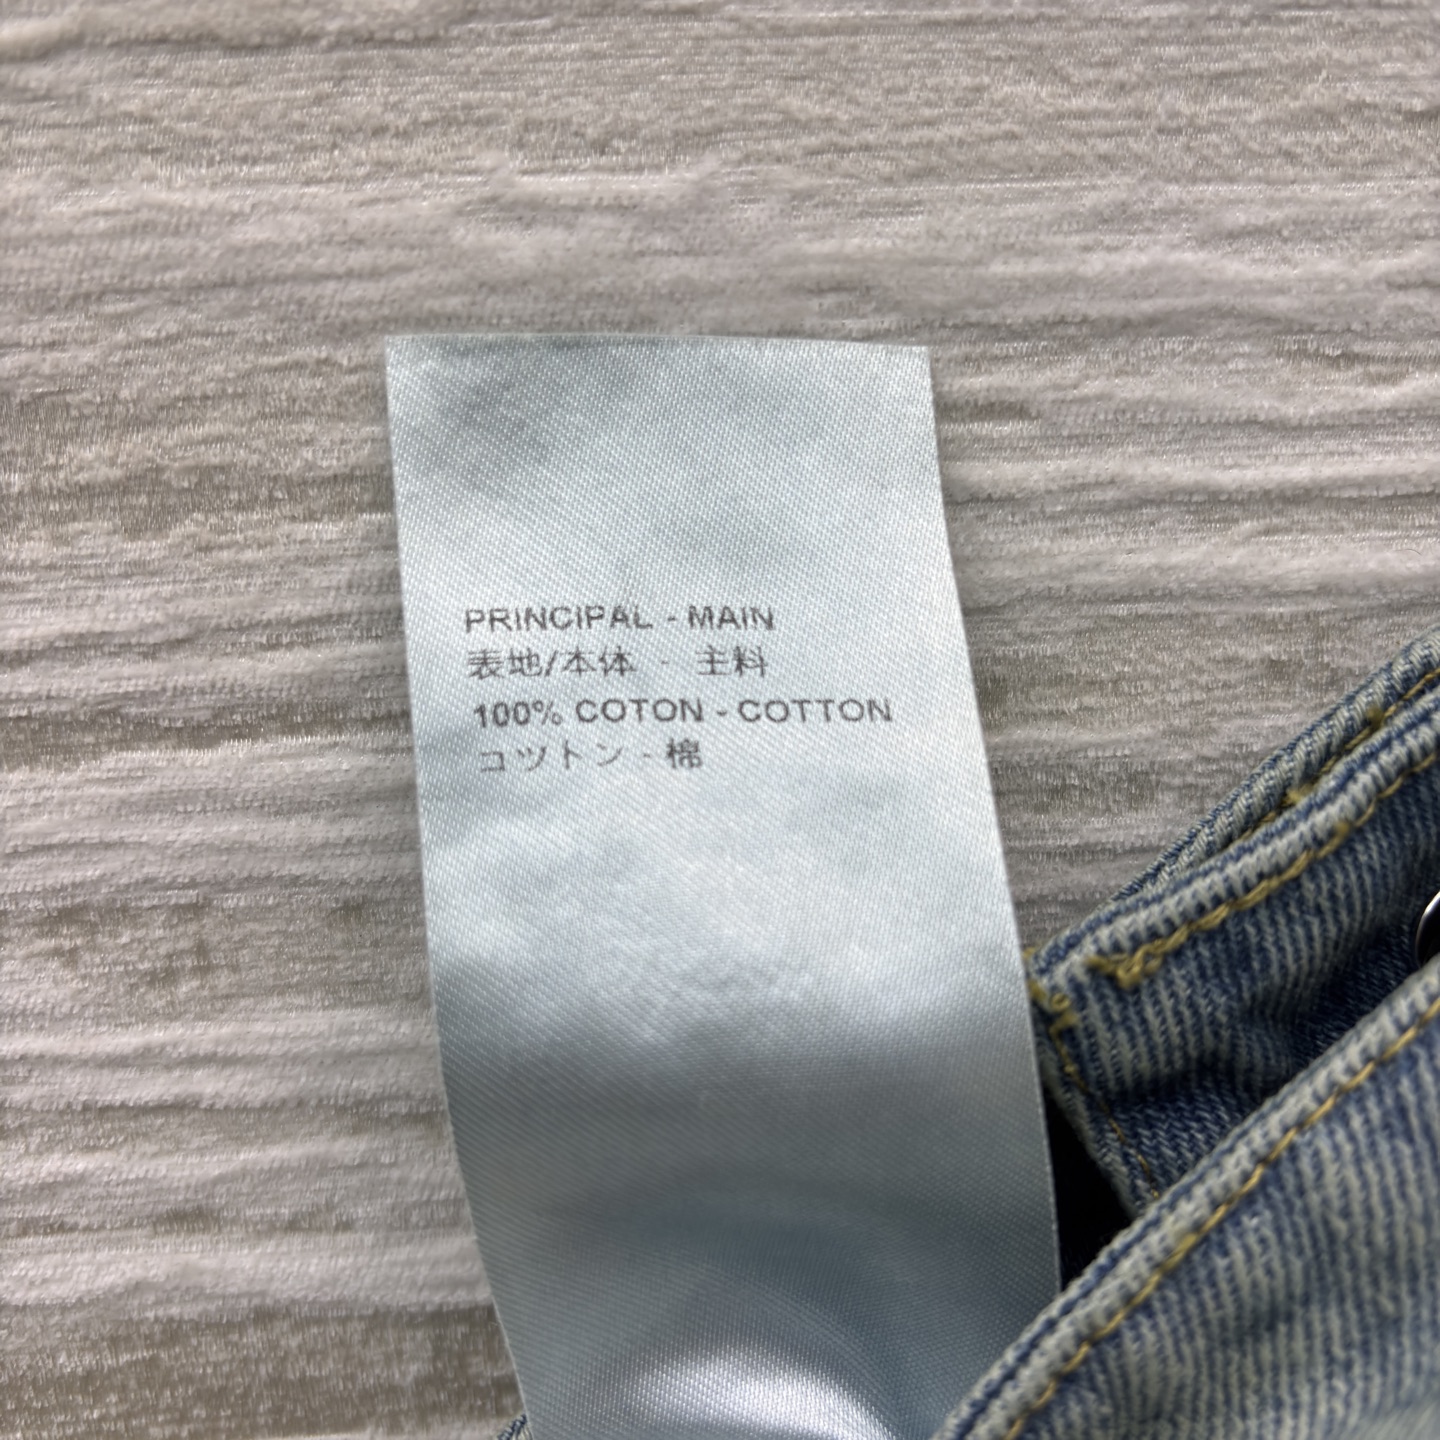 PRINCIPAL - MAIN
表地/本体 - 主料
100% COTON - COTTON
コットン - 棉